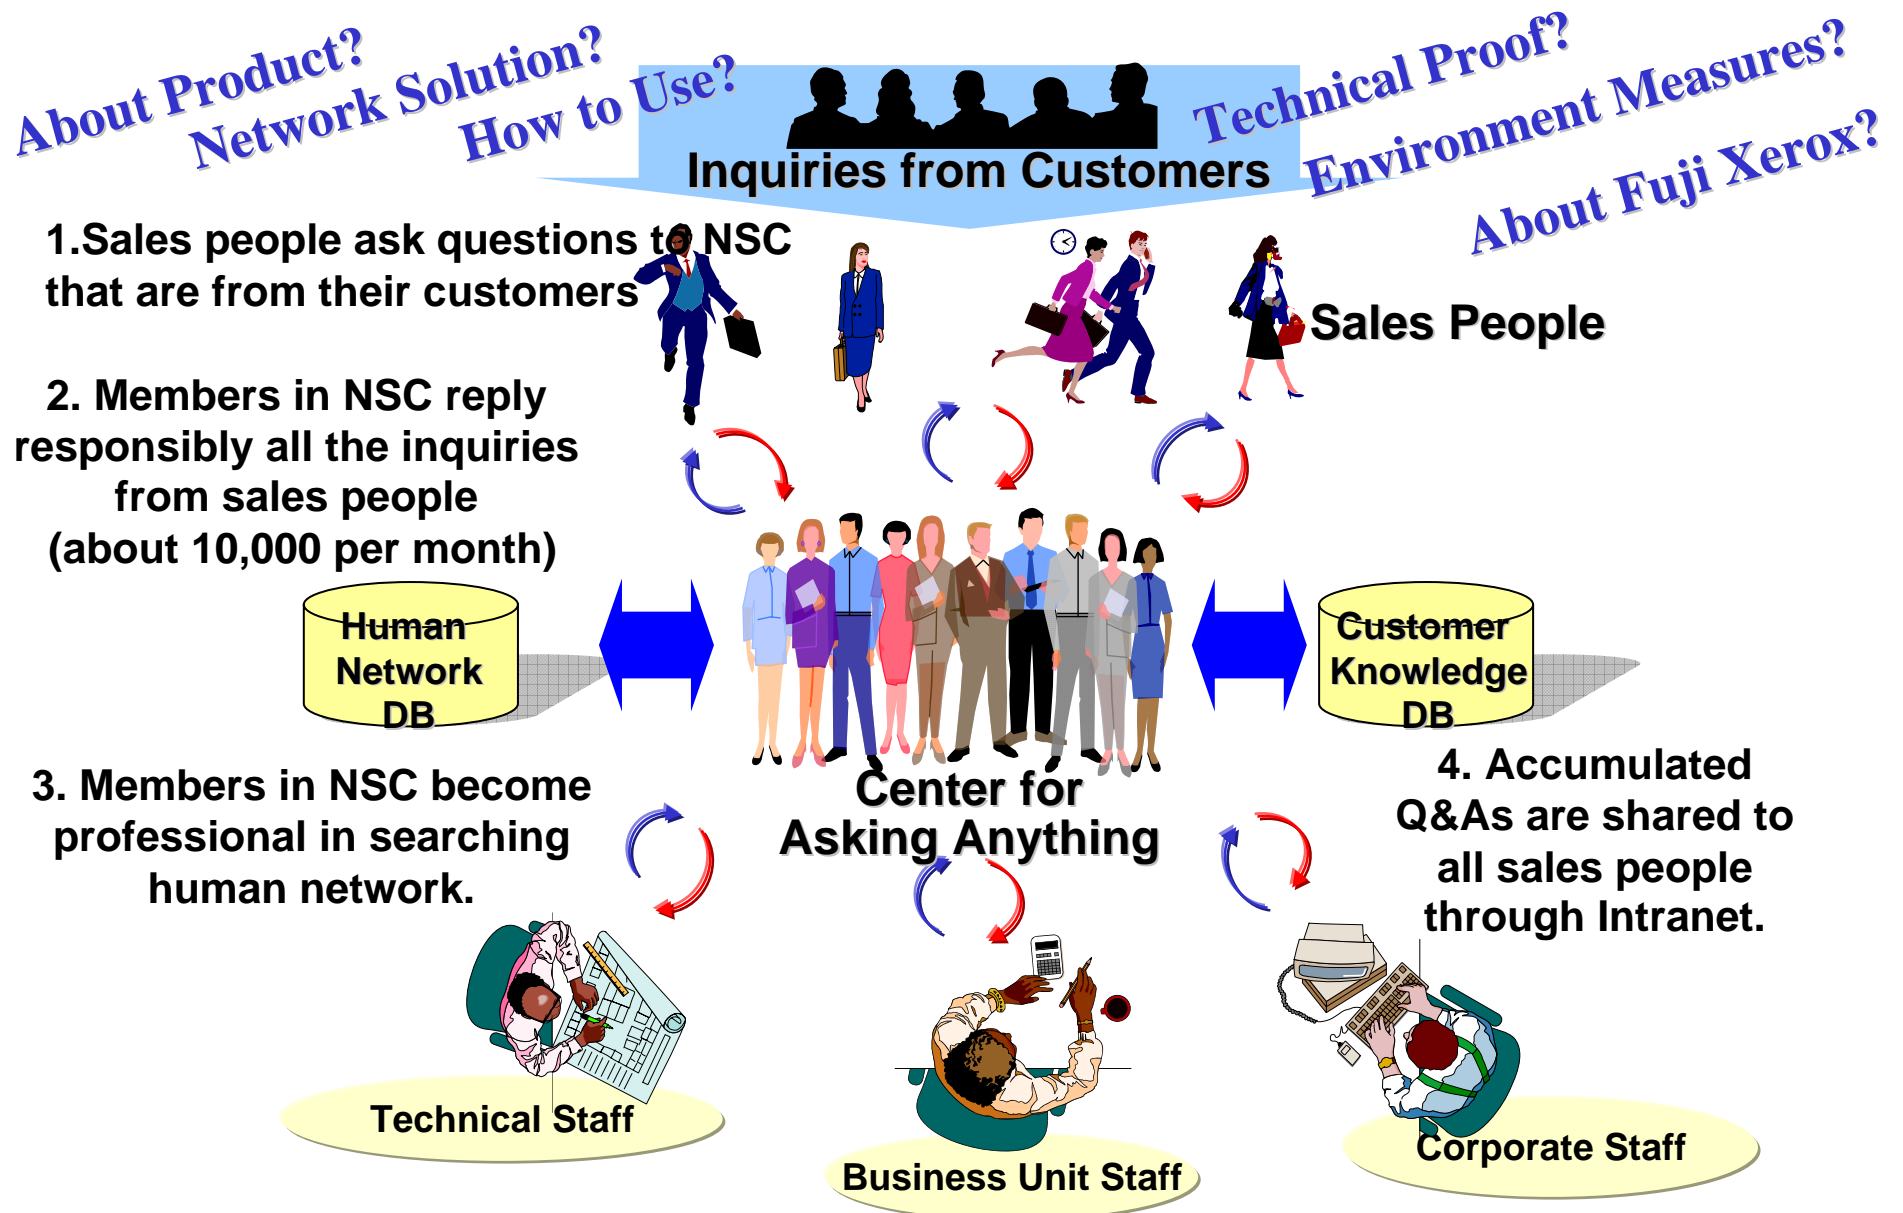 About Product?
Network Solution?
How to Use?
Technical Proof?
Environment Measures?
About Fuji Xerox?
Inquiries from Customers
1.Sales people ask questions to NSC
that are from their customers
Sales People
2. Members in NSC reply
responsibly all the inquiries
from sales people
(about 10,000 per month)
Human
Network
DB
Customer
Knowledge
DB
Center for
Asking Anything
3. Members in NSC become
professional in searching
human network.
4. Accumulated
Q&As are shared to
all sales people
through Intranet.
Technical Staff
Business Unit Staff
Corporate Staff